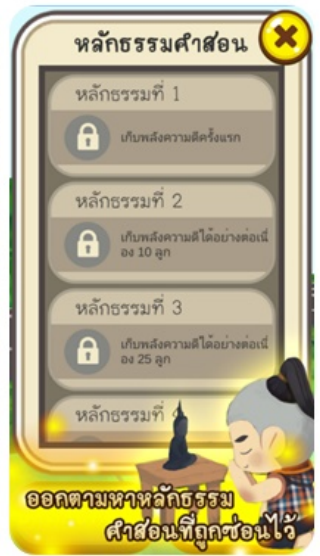 หลักธรรมคำสอน
หลักธรรมที่ 1
เก็บพลังความดีครั้งแรก
หลักธรรมที่ 2
เก็บพลังความดีได้อย่างต่อเนื่
อง 10 ลูก
หลักธรรมที่ 3
เก็บพลังความดีได้อย่างต่อเนื่
อง 25 ลูก
หลักธรรมที่
ออกตามหาหลักธรรม
คำสอนที่ถูกซ่อนไว้